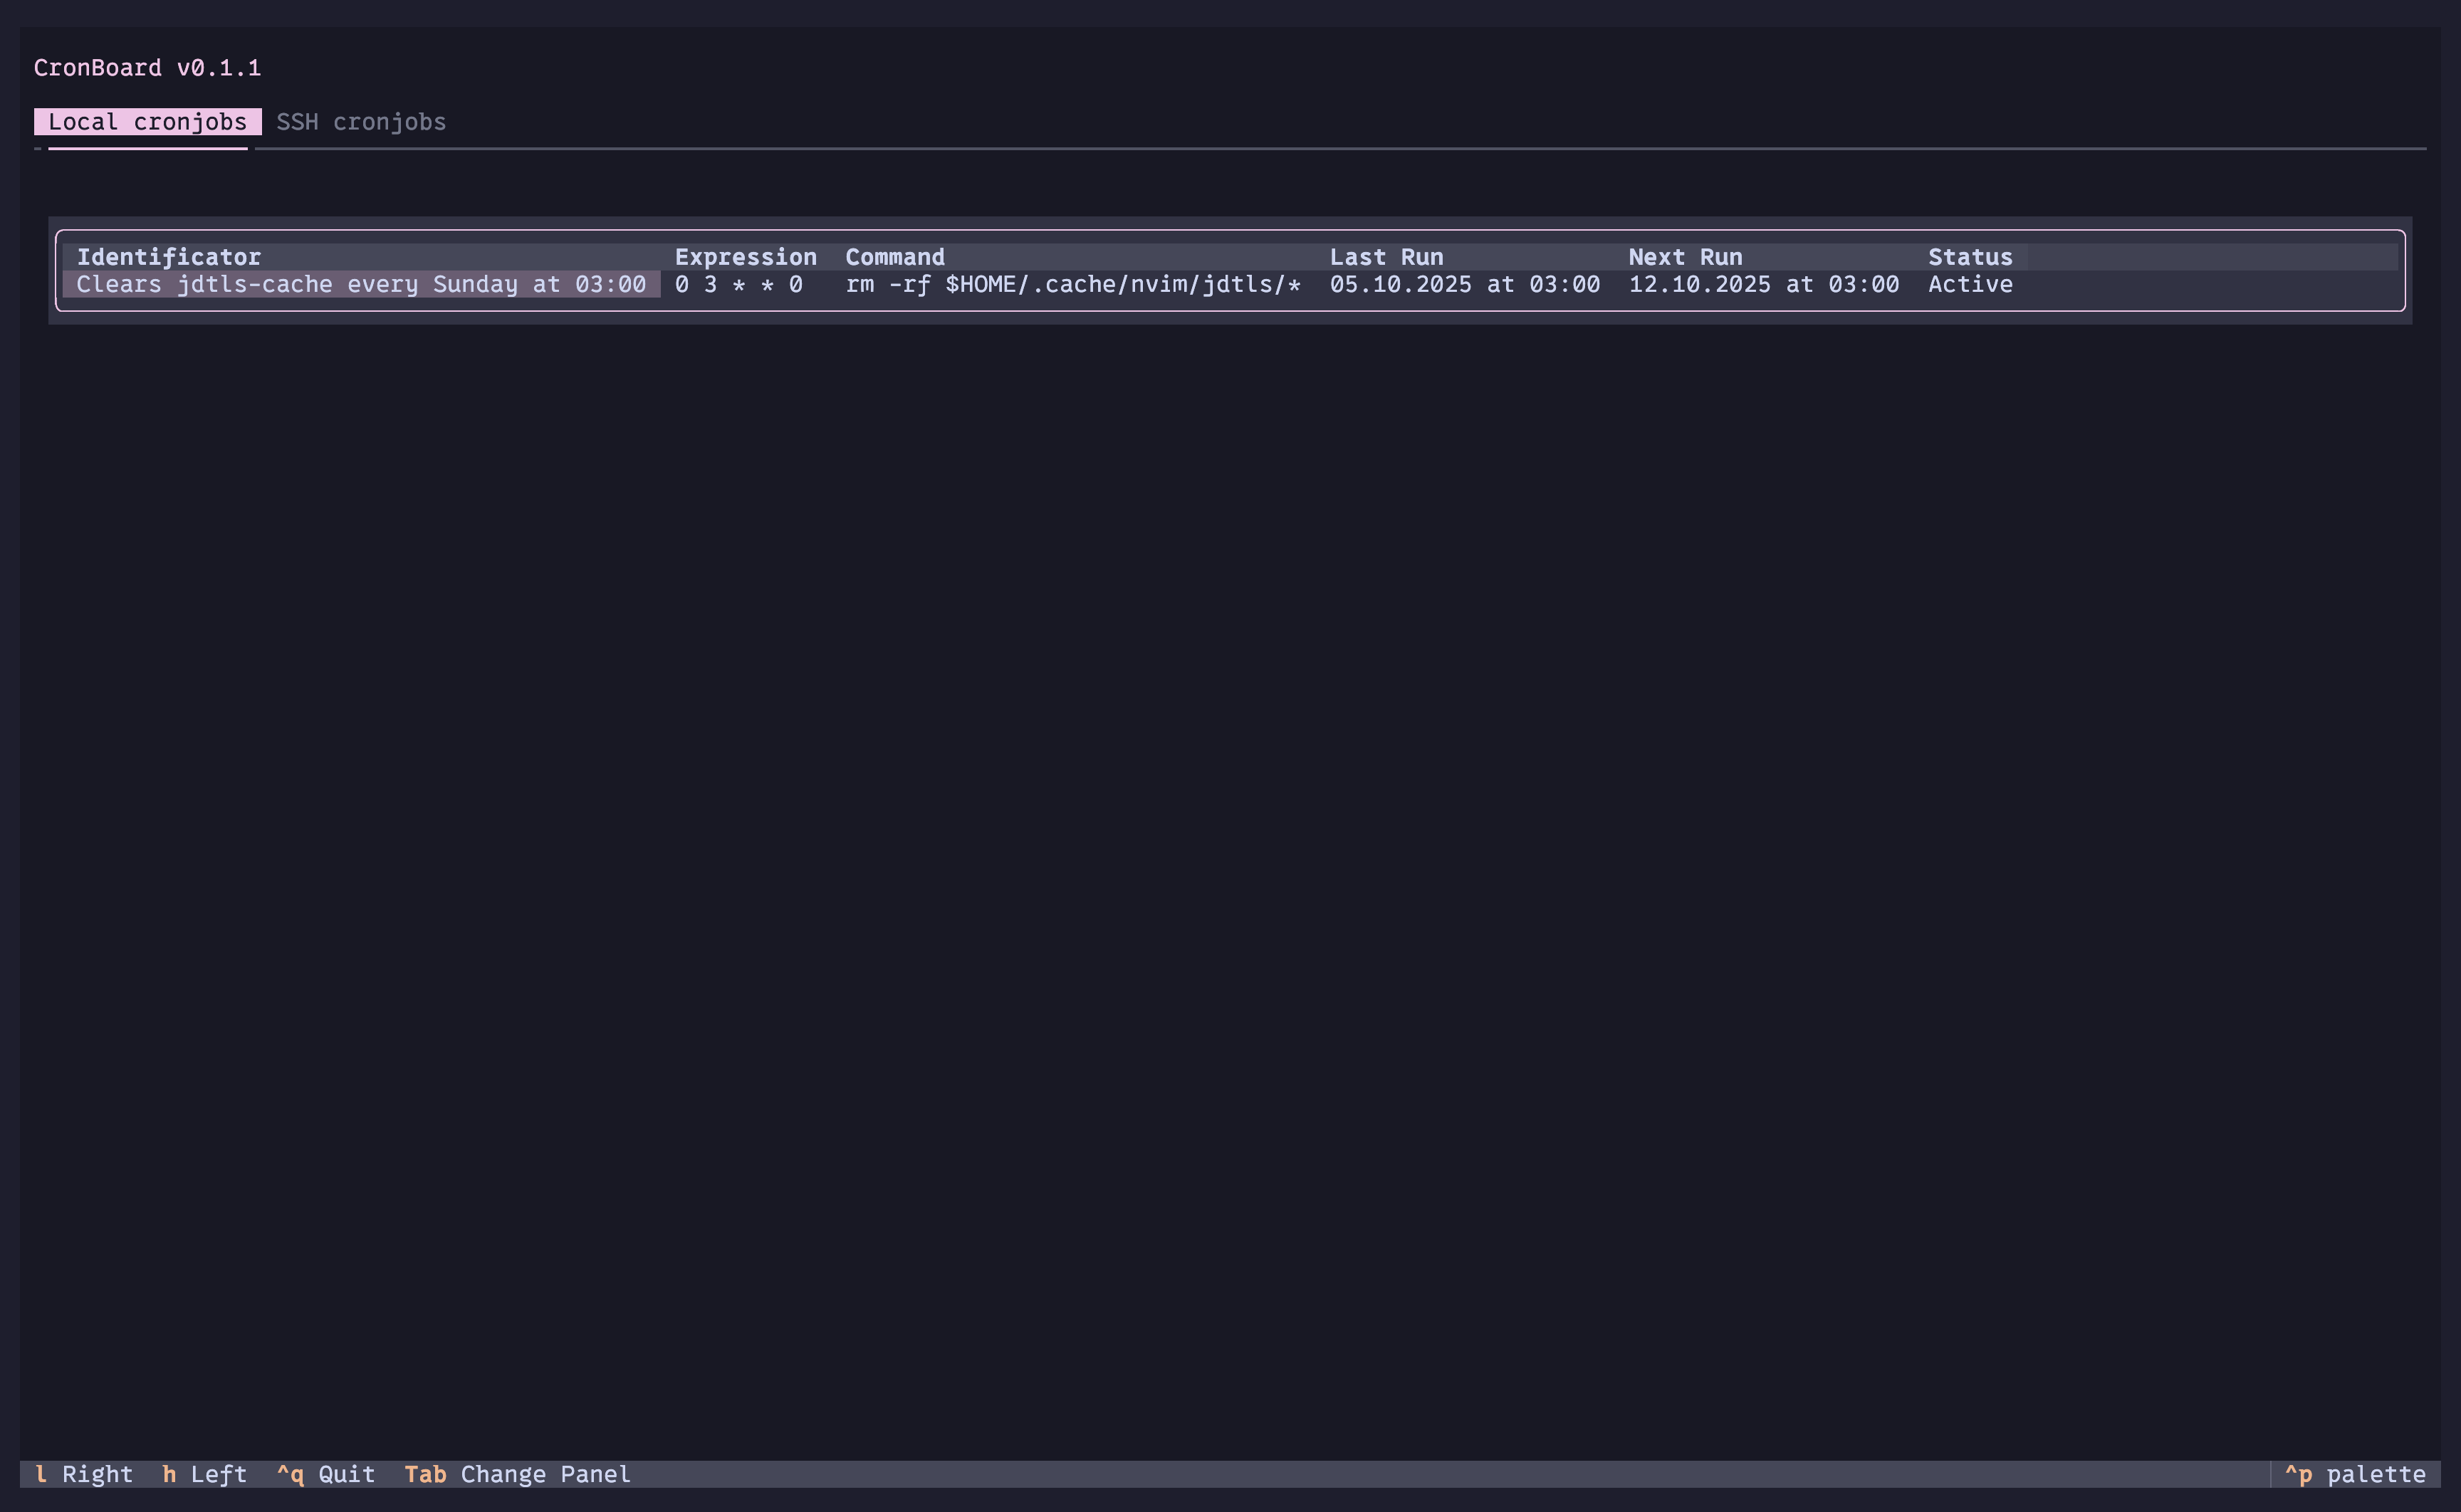 CronBoard v0.1.1
Local cronjobs SSH cronjobs
Identificator Expression Command Last Run Next Run Status
Clears jdtls-cache every Sunday at 03:00 0 3 * * 0 rm -rf $HOME/.cache/nvim/jdtls/* 05.10.2025 at 03:00 12.10.2025 at 03:00 Active
l Right h Left ^q Quit Tab Change Panel ^p palette